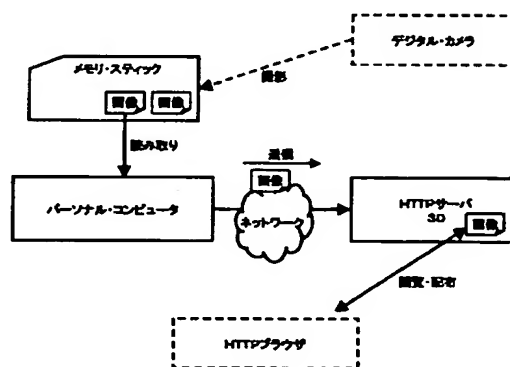 デジタル・カメラ
メモリ・スティック
撮影
画像 画像
読み取り
送信
画像
パーソナル・コンピュータ
ネットワーク
HTTPサーバ
30
画像
閲覧・配布
HTTPブラウザ